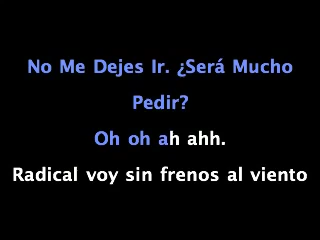 No Me Dejes Ir. ¿Será Mucho
Pedir?
Oh oh ah ahh.
Radical voy sin frenos al viento